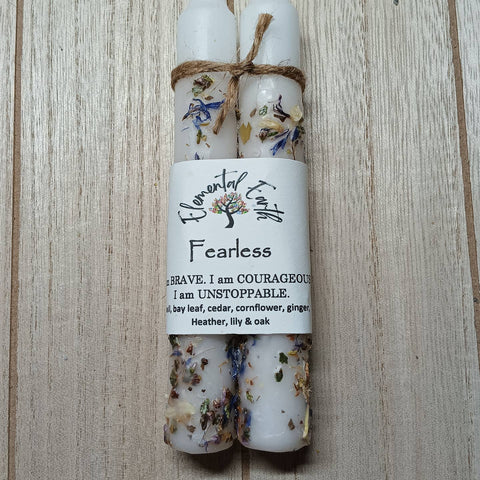 Elemental Earth
Fearless
BRAVE. I am COURAGEOUS
I am UNSTOPPABLE.
bay leaf, cedar, cornflower, ginger,
Heather, lily & oak